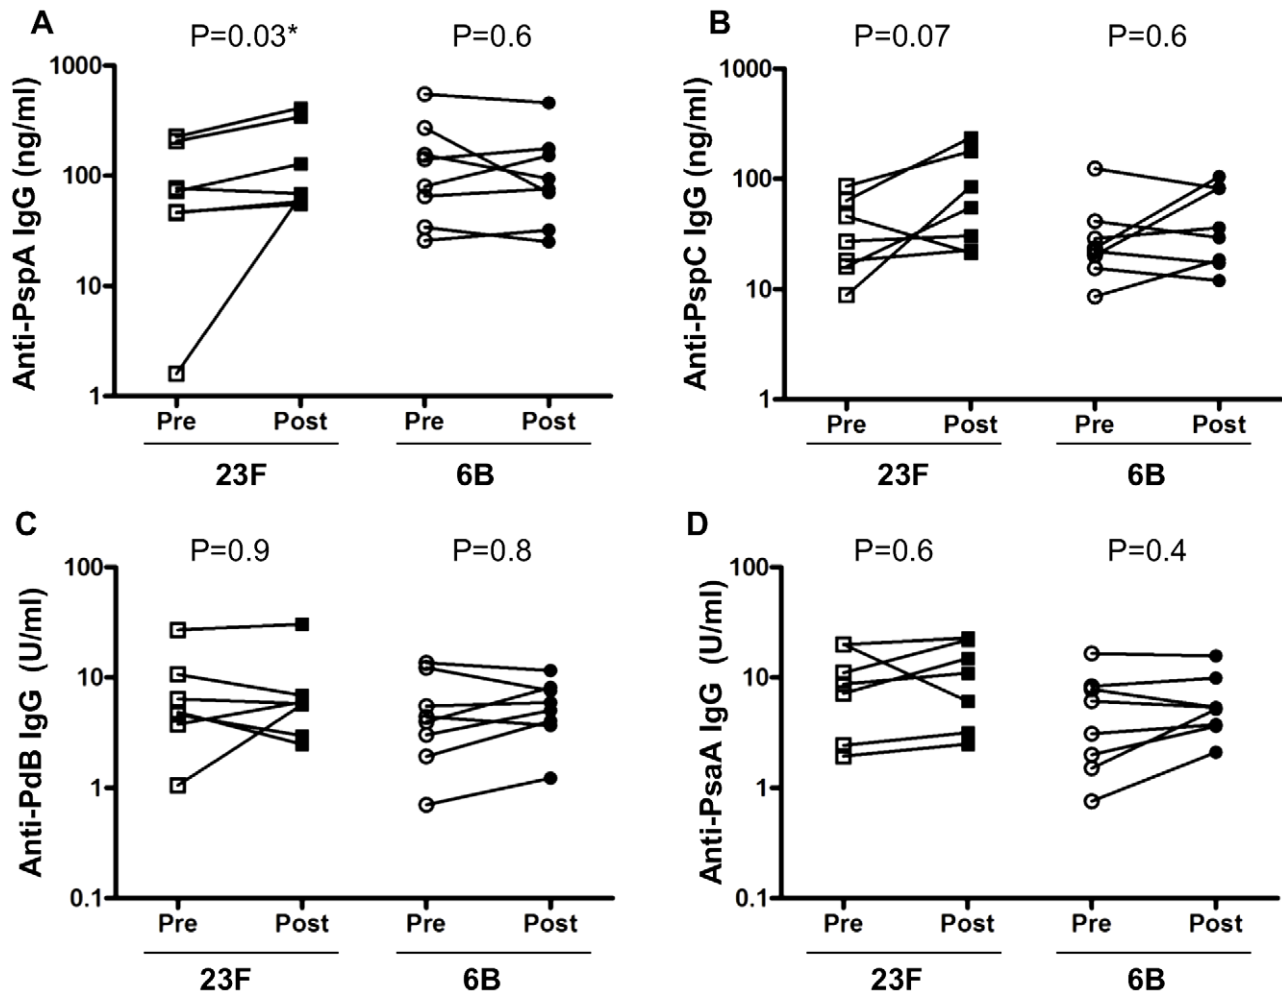 A
P=0.03*
P=0.6
Anti-PspA IgG (ng/ml)
1000
100
10
1
Pre
Post
Pre
Post
23F
6B
B
P=0.07
P=0.6
Anti-PspC IgG (ng/ml)
1000
100
10
1
Pre
Post
Pre
Post
23F
6B
C
P=0.9
P=0.8
Anti-PdB IgG (U/ml)
100
10
1
0.1
Pre
Post
Pre
Post
23F
6B
D
P=0.6
P=0.4
Anti-PsaA IgG (U/ml)
100
10
1
0.1
Pre
Post
Pre
Post
23F
6B